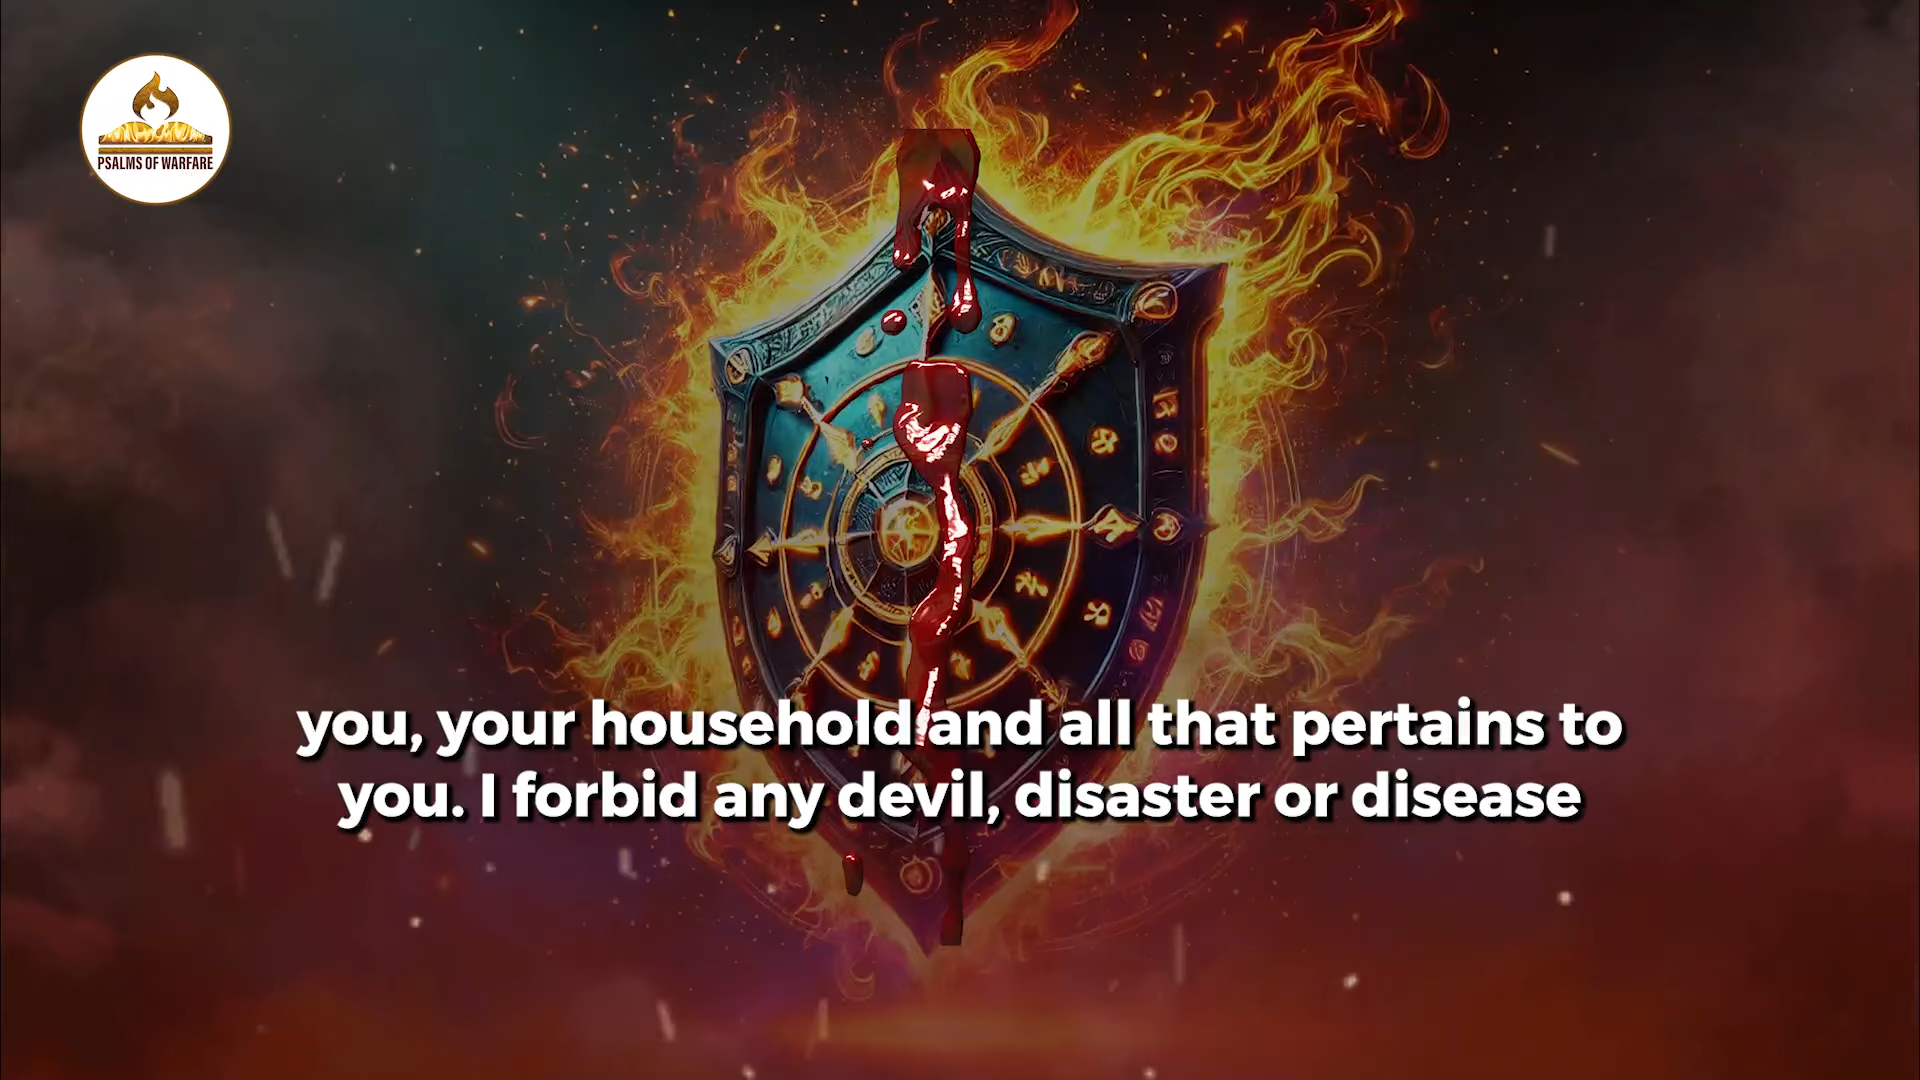 PSALMS OF WARFARE
you, your household and all that pertains to
you. I forbid any devil, disaster or disease